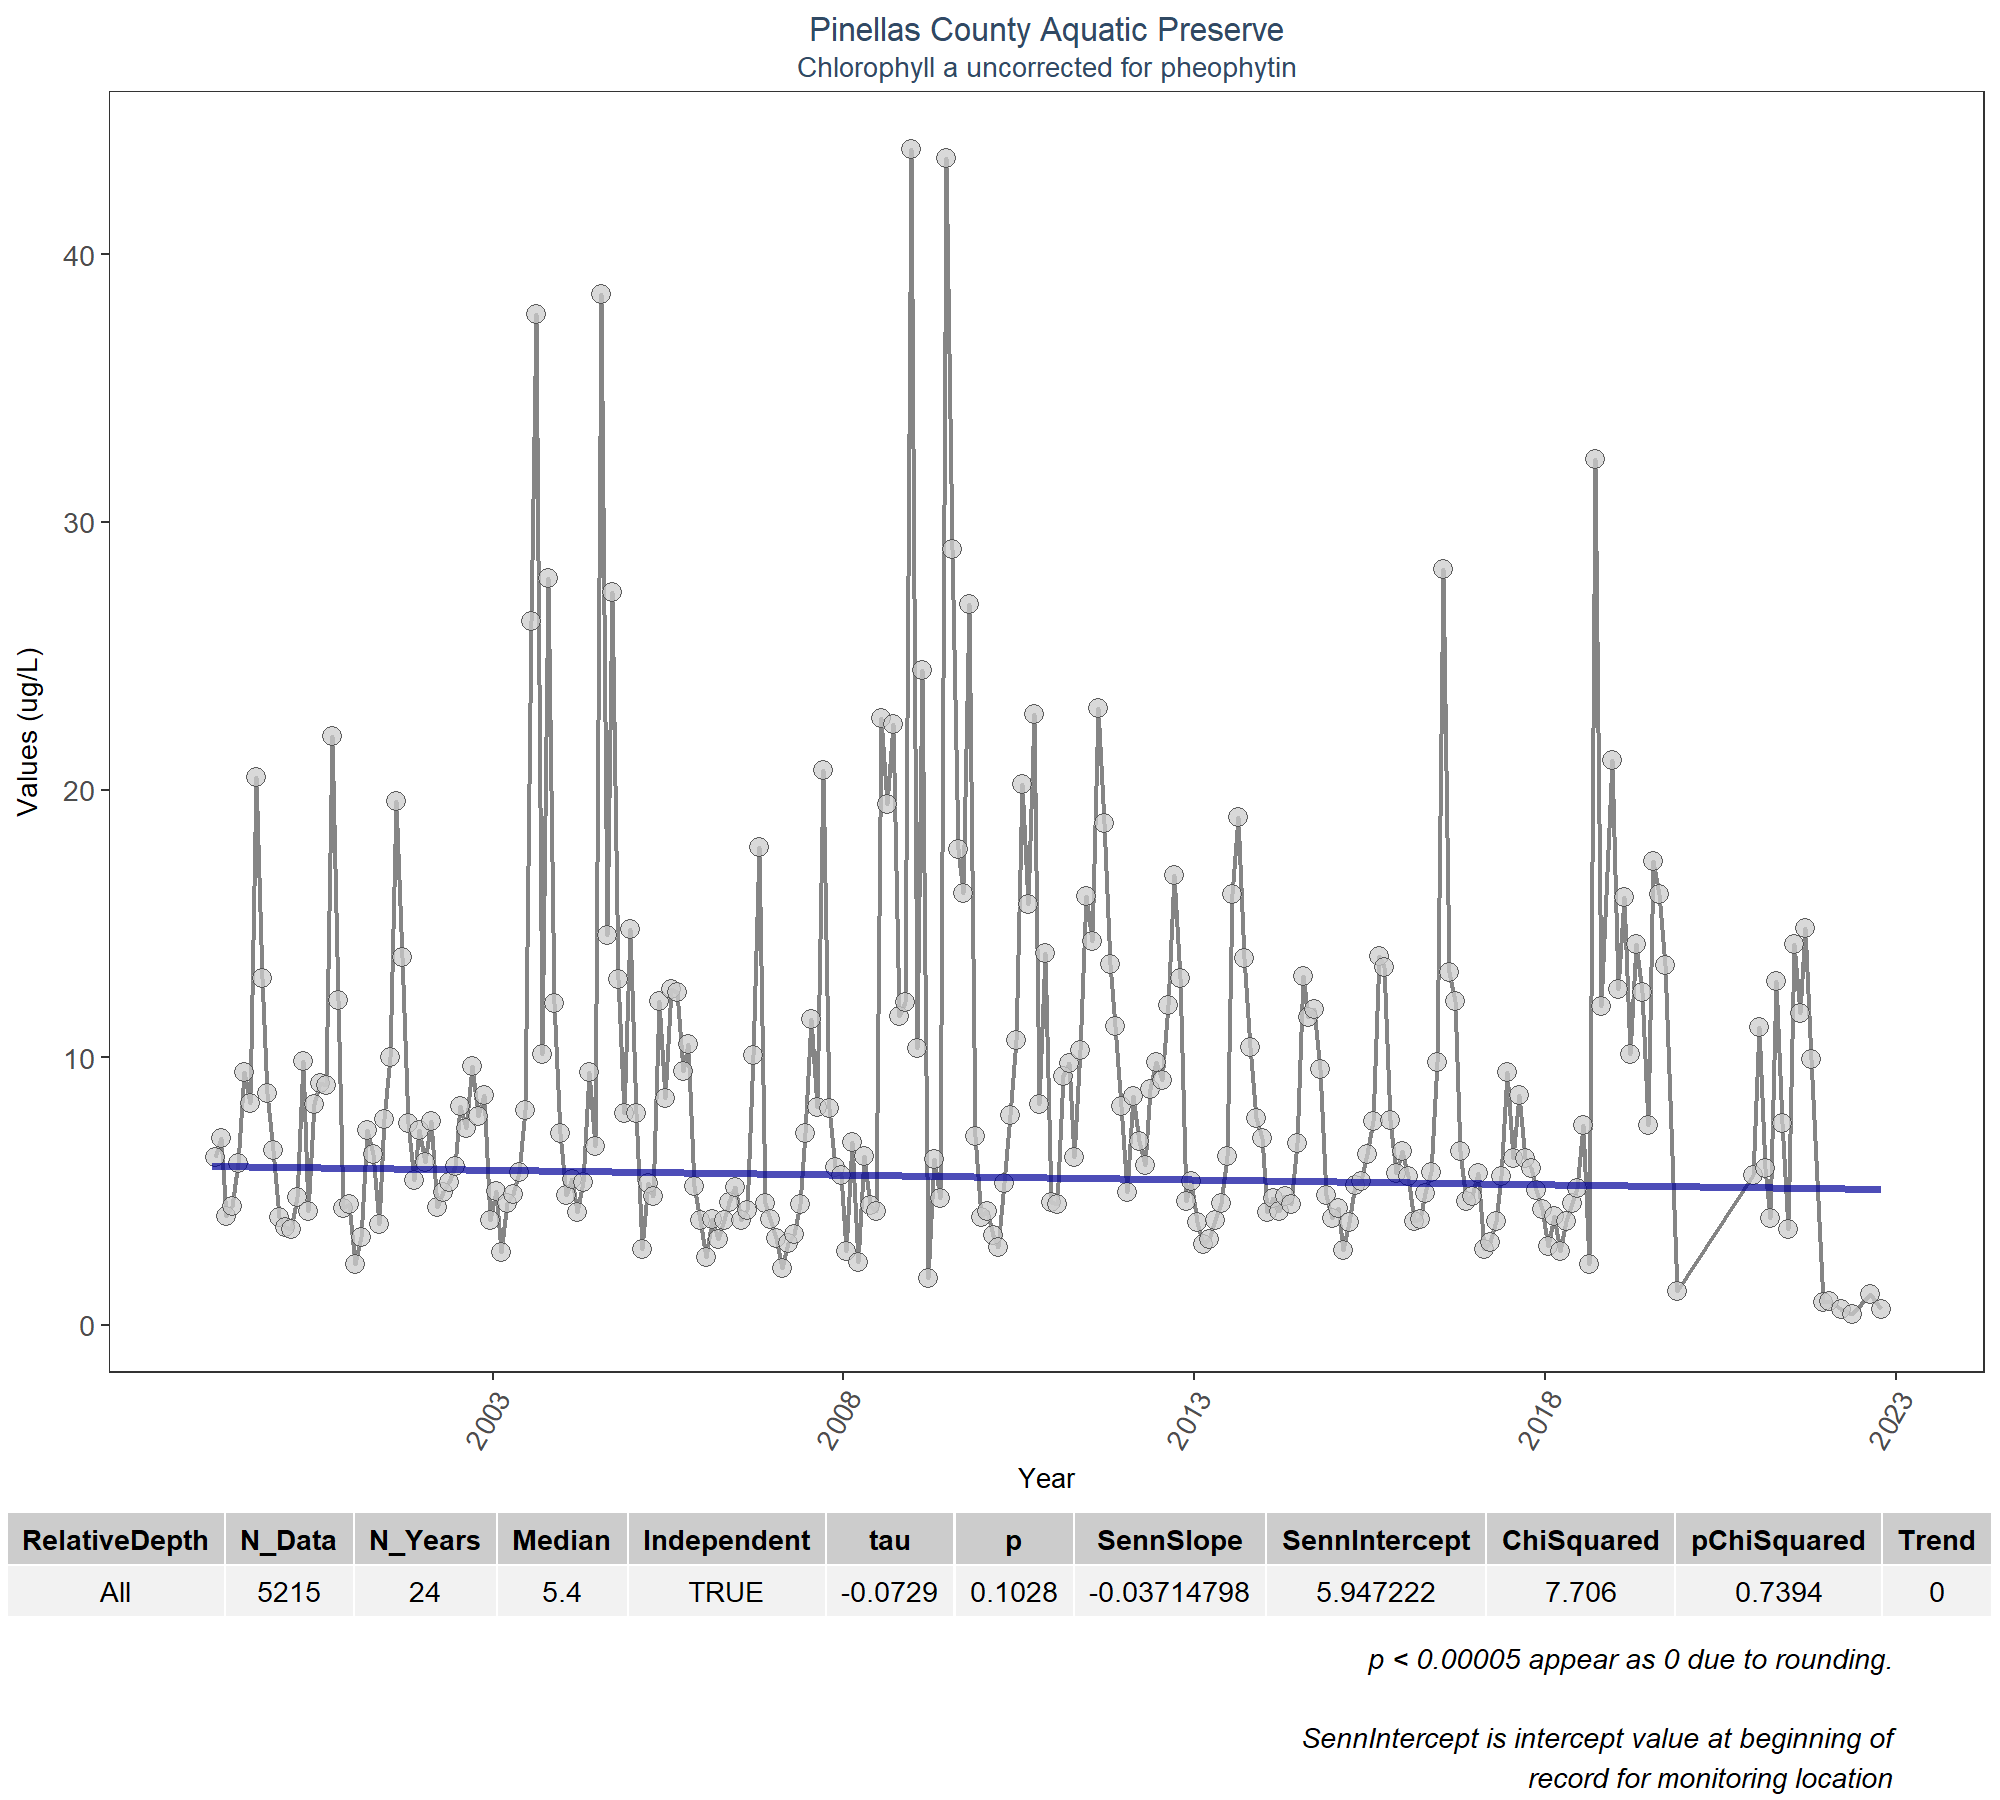 Pinellas County Aquatic Preserve
Chlorophyll a uncorrected for pheophytin
Values (ug/L)
40
30
20
10
0
2003 2008 2013 2018 2023
Year
RelativeDepth N_Data N_Years Median Independent tau p SennSlope SennIntercept ChiSquared pChiSquared Trend
All 5215 24 5.4 TRUE -0.0729 0.1028 -0.03714798 5.947222 7.706 0.7394 0
p < 0.00005 appear as 0 due to rounding.
SennIntercept is intercept value at beginning of
record for monitoring location